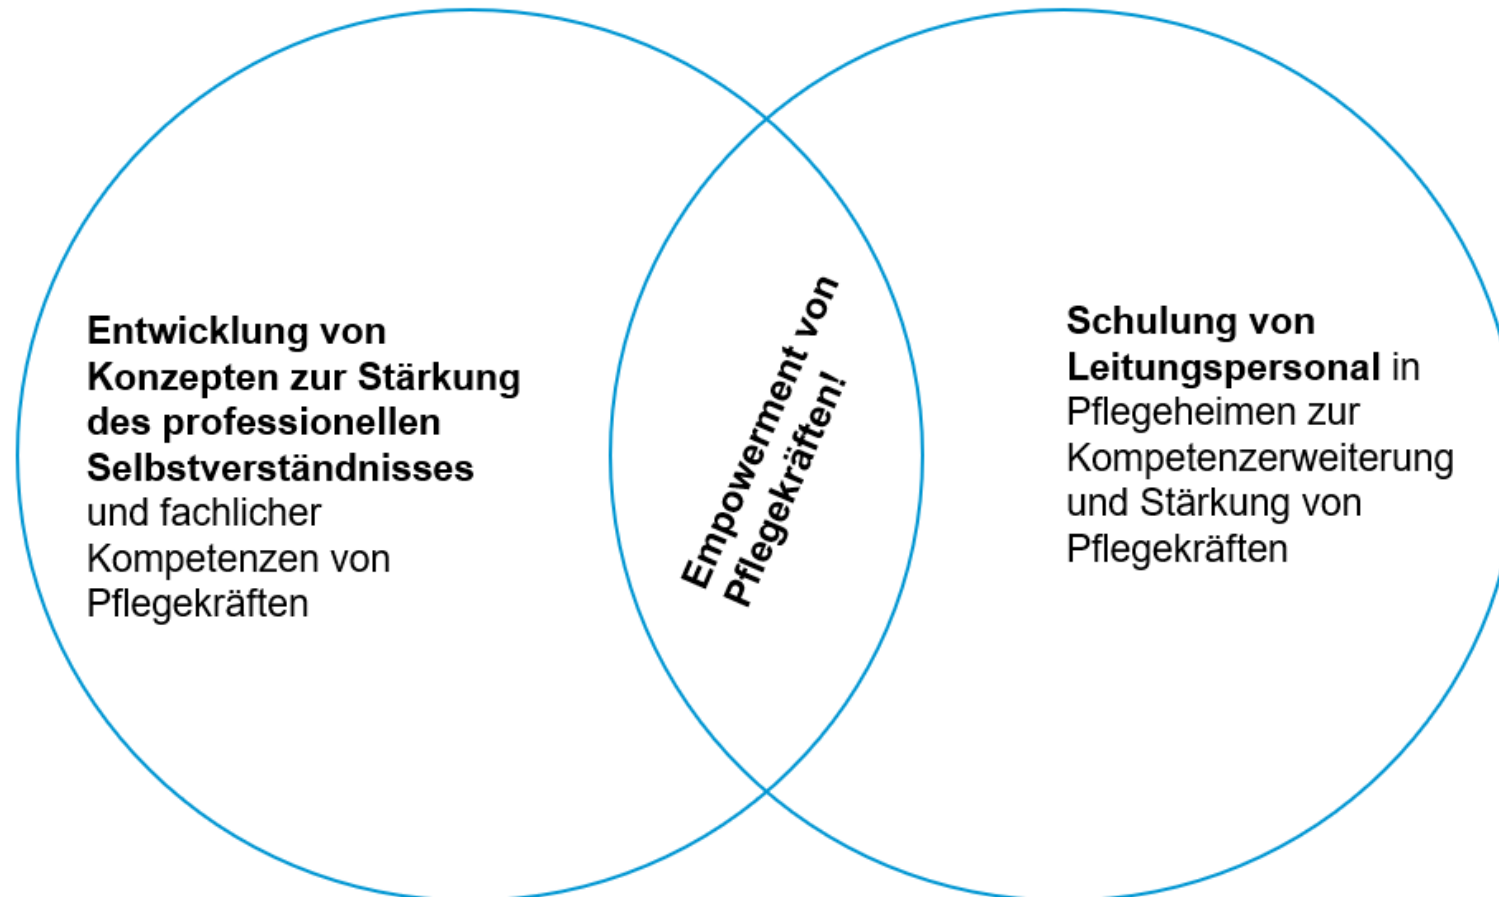 Entwicklung von
Konzepten zur Stärkung
des professionellen
Selbstverständnisses
und fachlicher
Kompetenzen von
Pflegekräften
Empowerment von
Pflegekräften!
Schulung von
Leitungspersonal in
Pflegeheimen zur
Kompetenzerweiterung
und Stärkung von
Pflegekräften